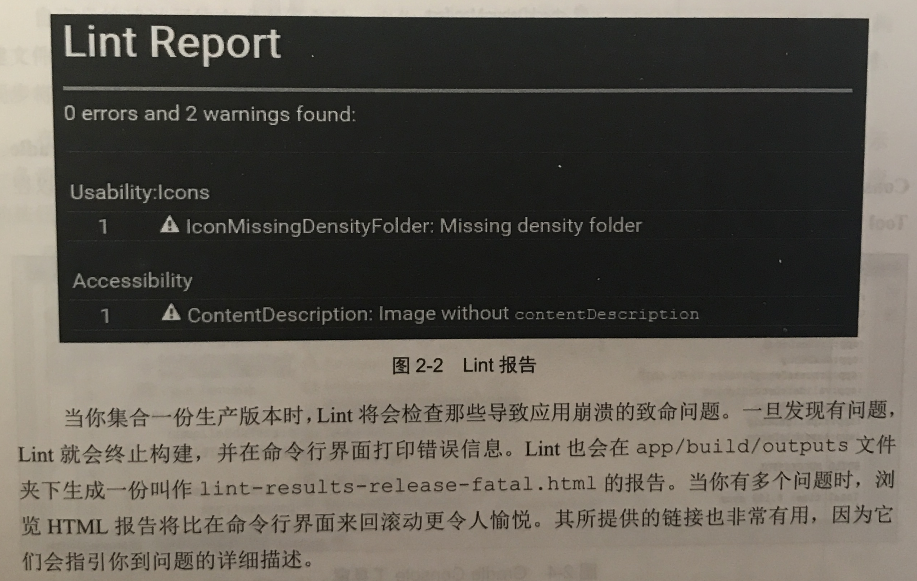 Lint Report
0 errors and 2 warnings found:
Usability:Icons
1 IconMissingDensityFolder: Missing density folder
Accessibility
1 ContentDescription: Image without contentDescription
图 2-2 Lint 报告
当你集合一份生产版本时，Lint 将会检查那些导致应用崩溃的致命问题。一旦发现有问题，
Lint 就会终止构建，并在命令行界面打印错误信息。Lint 也会在 app/build/outputs 文件
夹下生成一份叫作 lint-results-release-fatal.html 的报告。当你有多个问题时，浏
览 HTML 报告将比在命令行界面来回滚动更令人愉悦。其所提供的链接也非常有用，因为它
们会指引你到问题的详细描述。